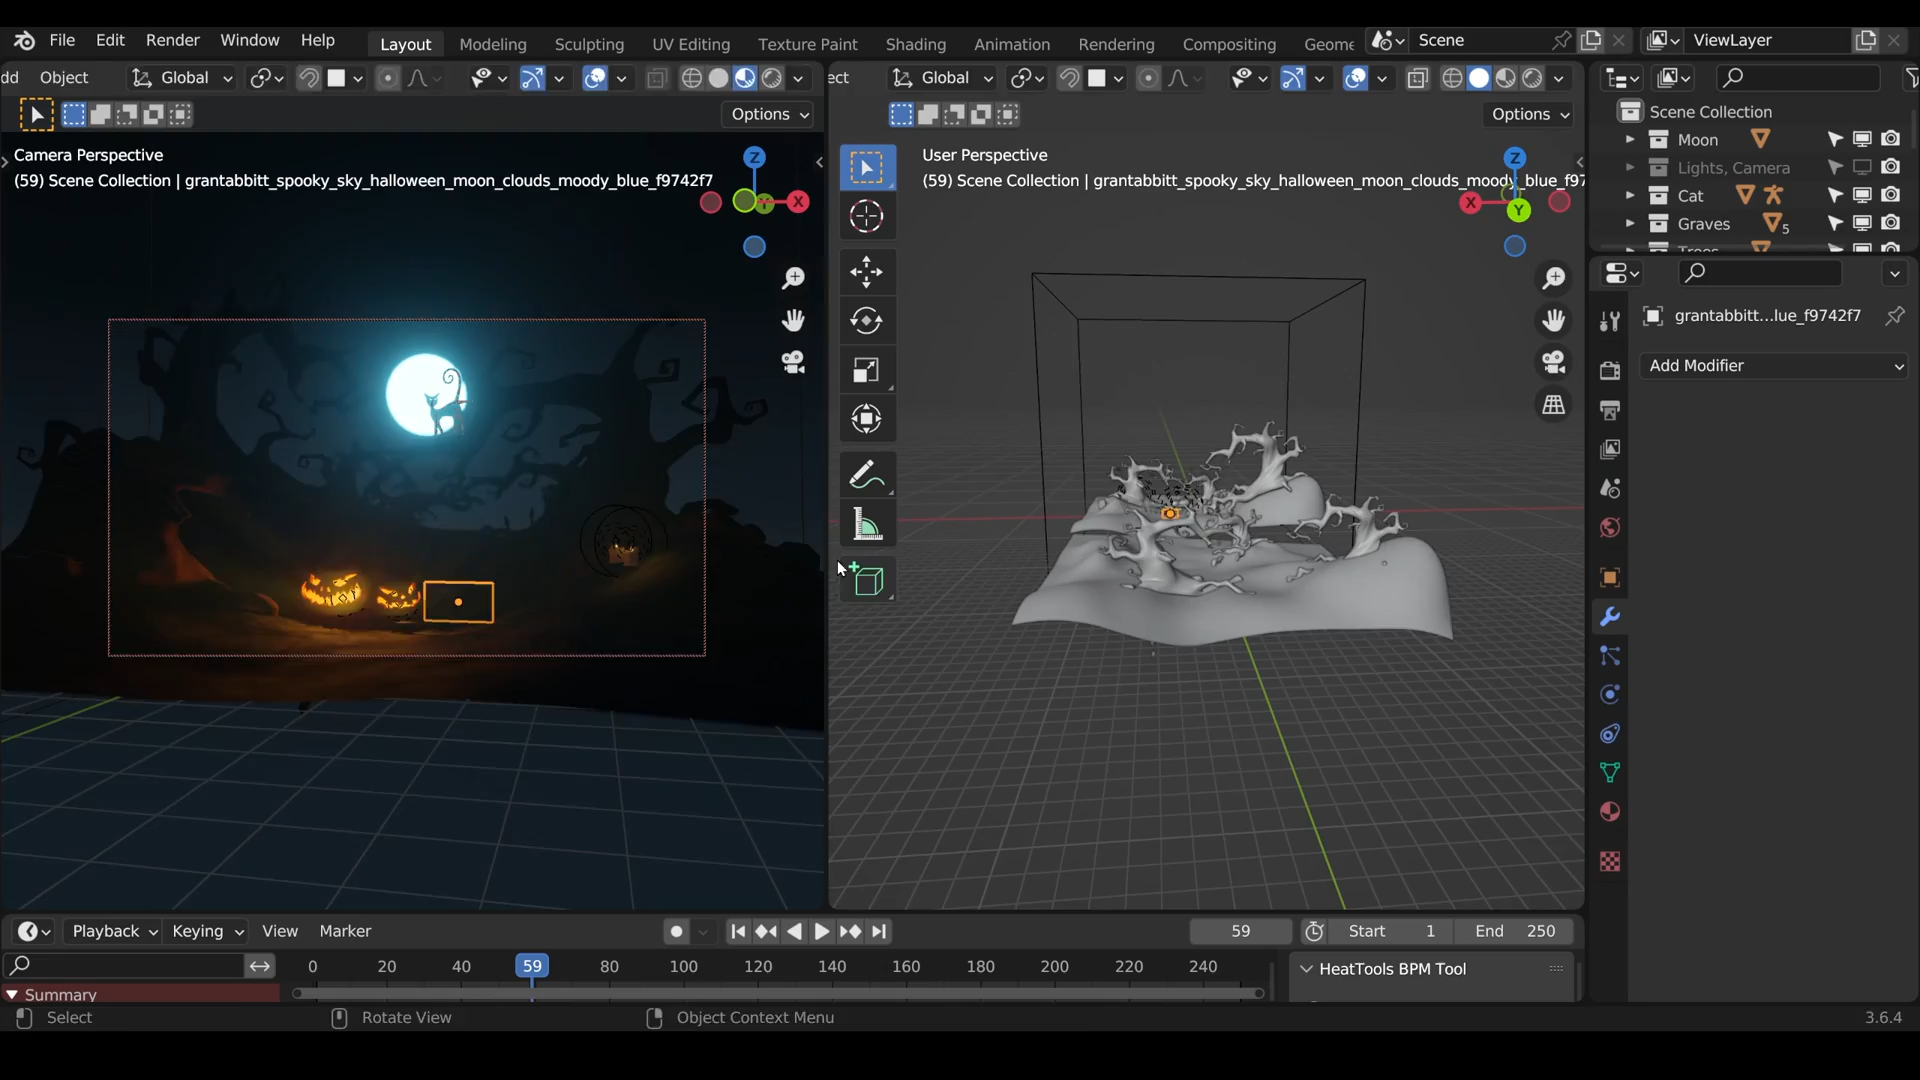 File Edit Render Window Help Layout Modeling Sculpting UV Editing Texture Paint Shading Animation Rendering Compositing Geome Scene ViewLayer
dd Object Global ect Global
Options Options
Scene Collection
Moon
Lights, Camera
Cat
Graves 5
Camera Perspective
(59) Scene Collection | grantabbitt_spooky_sky_halloween_moon_clouds_moody_blue_f9742f7
Z
X
User Perspective
(59) Scene Collection | grantabbitt_spooky_sky_halloween_moon_clouds_moody_blue_f97
Z
X
Y
grantabbitt...lue_f9742f7
Add Modifier
Playback Keying View Marker 59 Start 1 End 250
0 20 40 59 80 100 120 140 160 180 200 220 240
HeatTools BPM Tool
Summary
Select Rotate View Object Context Menu 3.6.4